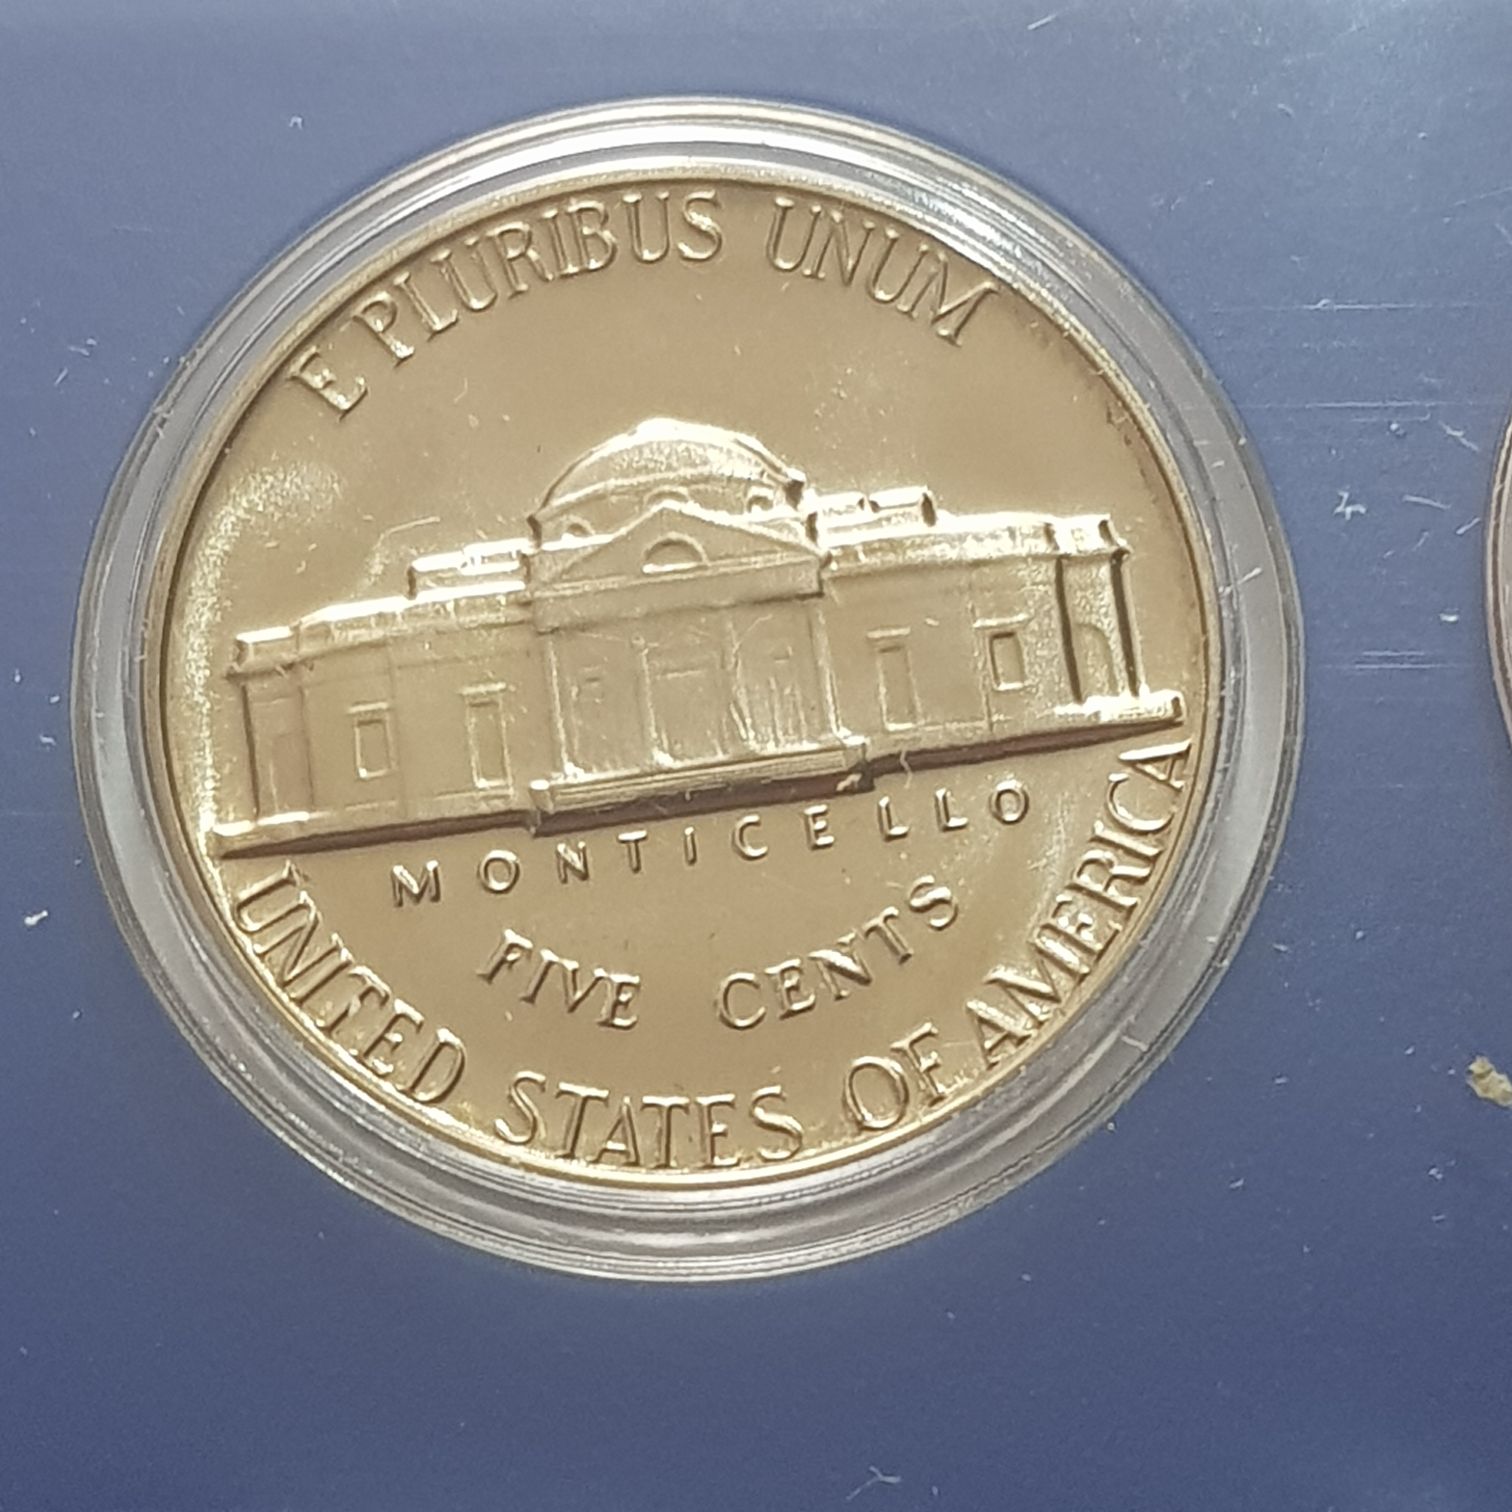 E PLURIBUS UNUM
MONTICELLO
FIVE CENTS
UNITED STATES OF AMERICA